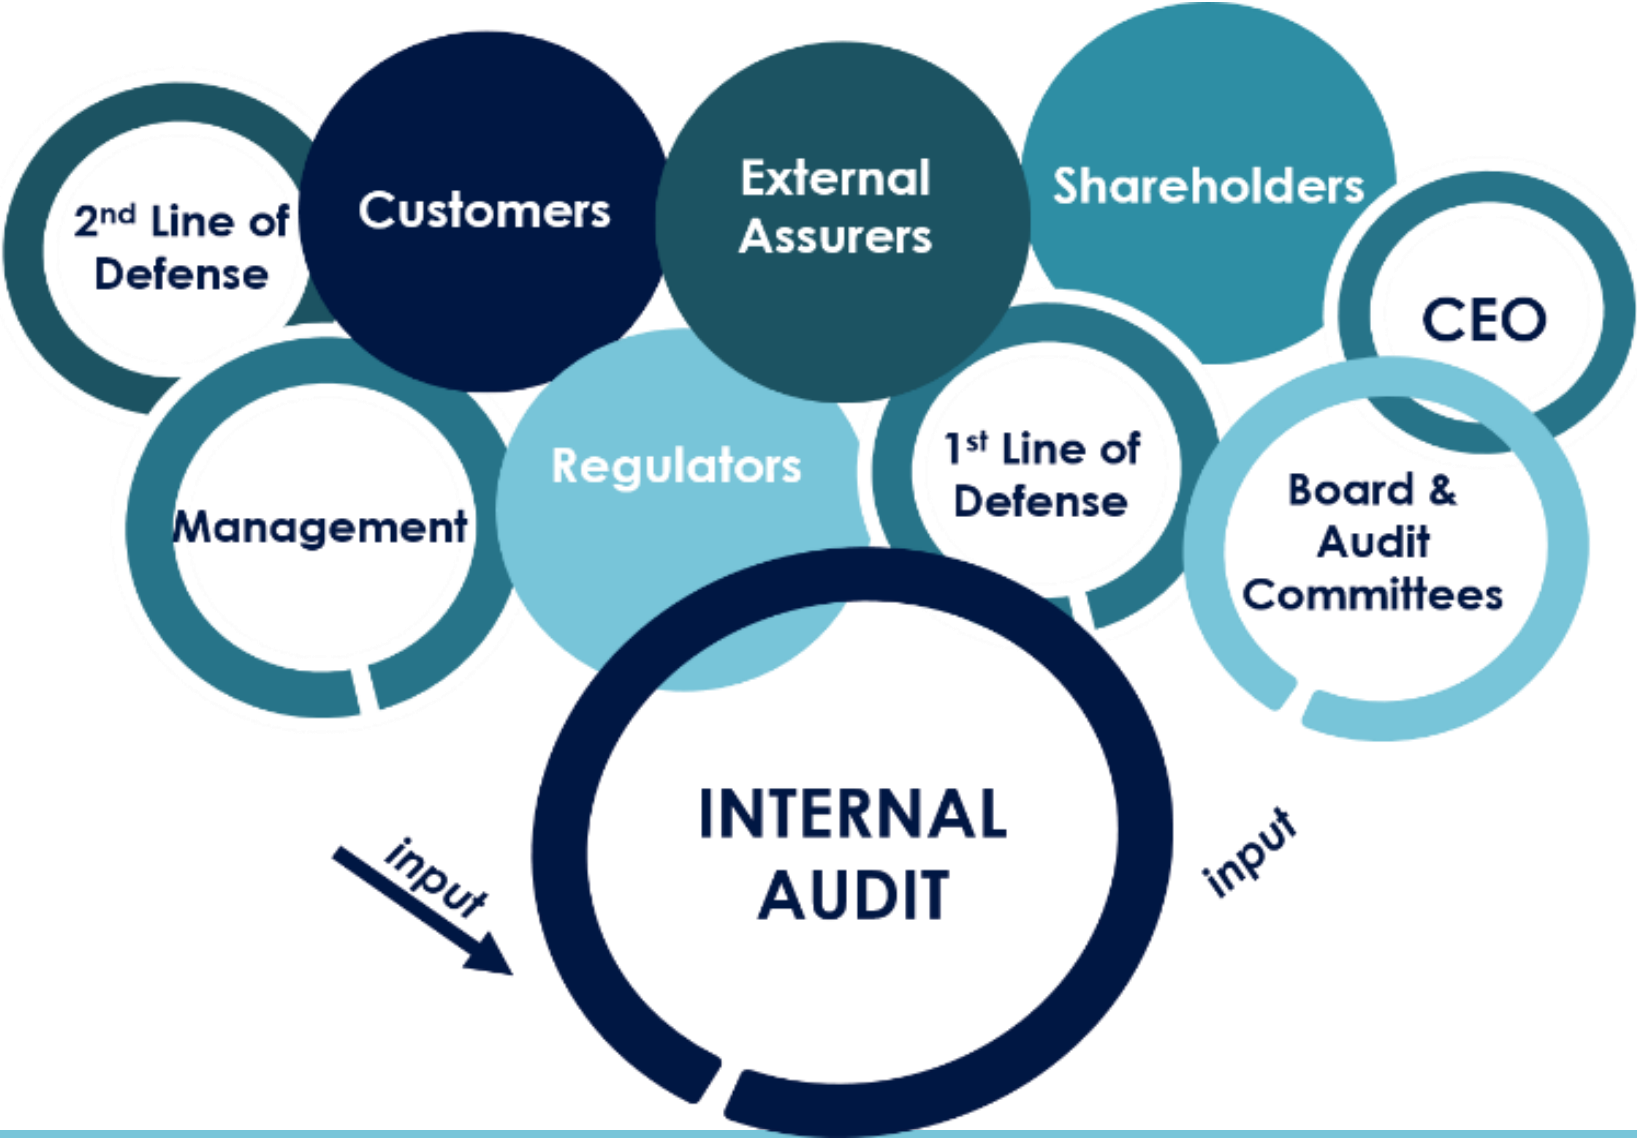 2nd Line of
Defense
Customers
External
Assurers
Shareholders
CEO
Management
Regulators
1st Line of
Defense
Board &
Audit
Committees
INTERNAL
AUDIT
input
input